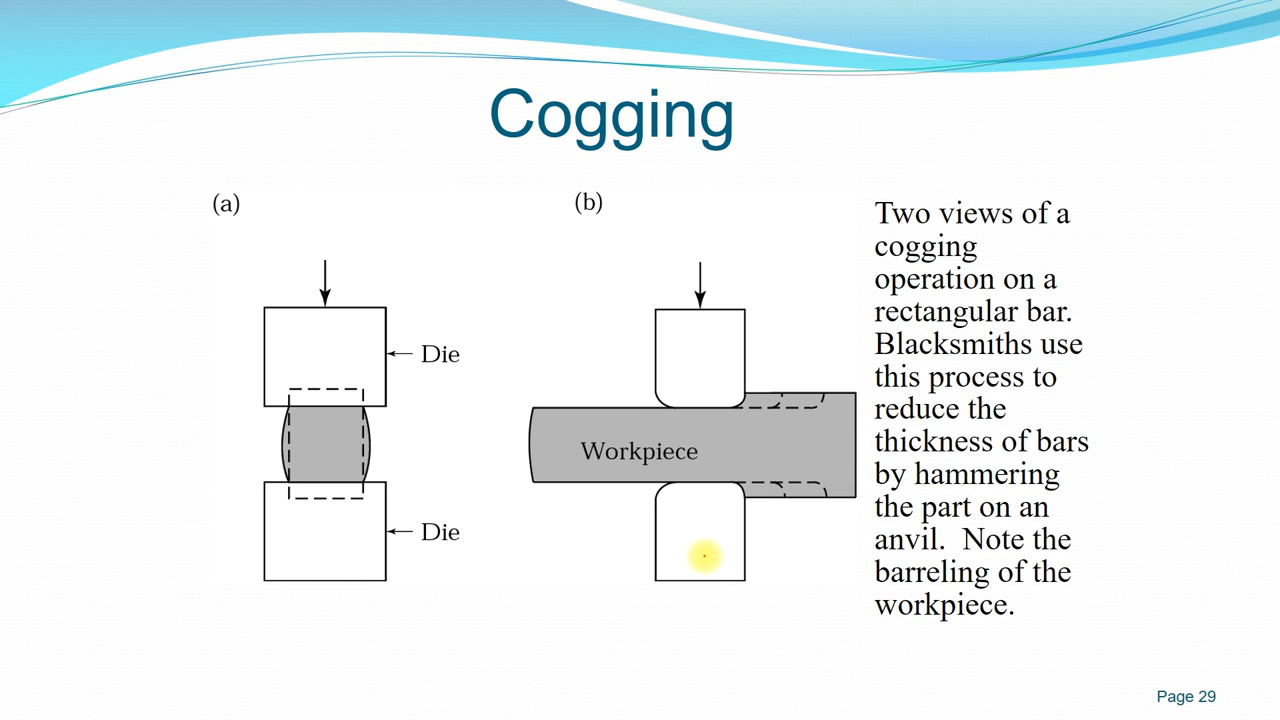 Cogging
(a)
(b)
Die
Die
Workpiece
Two views of a
cogging
operation on a
rectangular bar.
Blacksmiths use
this process to
reduce the
thickness of bars
by hammering
the part on an
anvil.  Note the
barreling of the
workpiece.
Page 29